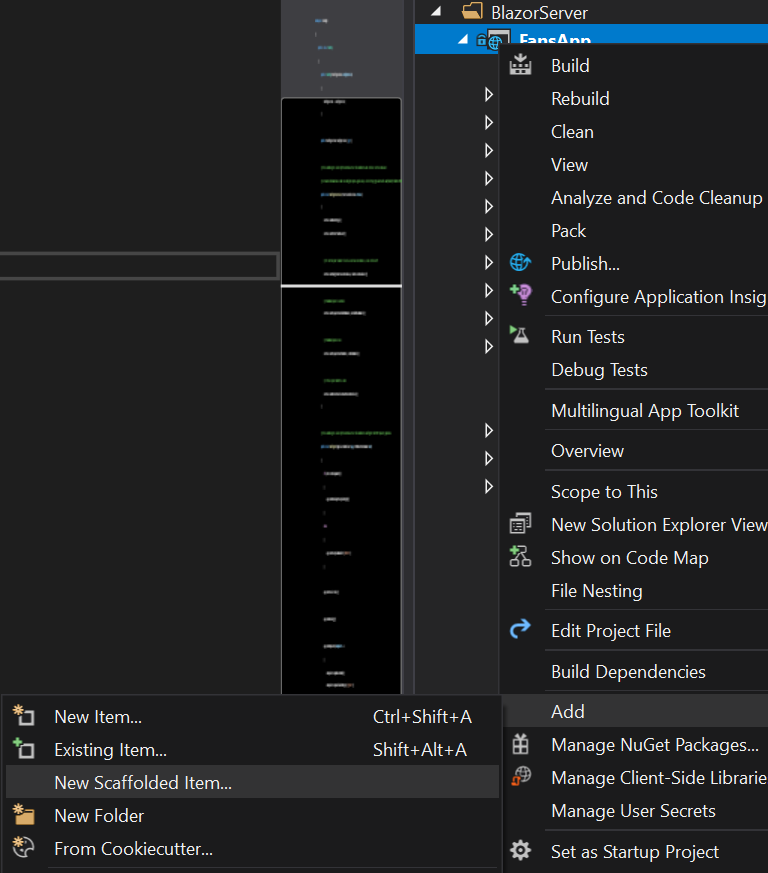 BlazorServer
FansApp
Build
Rebuild
Clean
View
Analyze and Code Cleanup
Pack
Publish...
Configure Application Insig
Run Tests
Debug Tests
Multilingual App Toolkit
Overview
Scope to This
New Solution Explorer View
Show on Code Map
File Nesting
Edit Project File
Build Dependencies
Add
Manage NuGet Packages...
Manage Client-Side Librarie
Manage User Secrets
Set as Startup Project
New Item... Ctrl+Shift+A
Existing Item... Shift+Alt+A
New Scaffolded Item...
New Folder
From Cookiecutter...